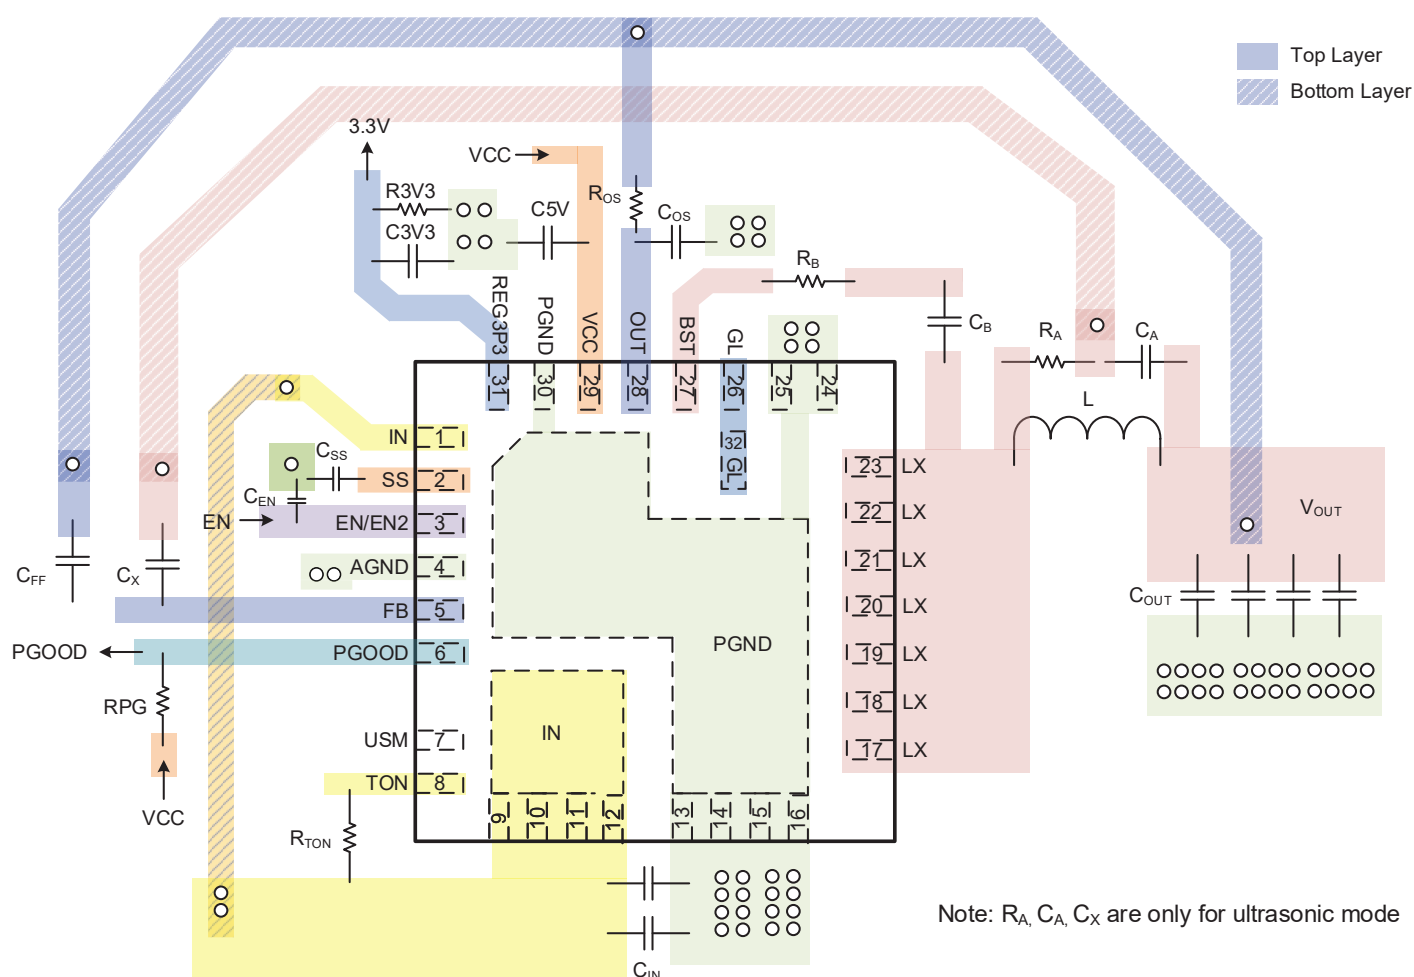 Top Layer
Bottom Layer
3.3V
VCC
R3V3
C3V3
C5V
ROS
COS
RB
CB
RA
CA
L
REG3P3
PGND
VCC
OUT
BST
GL
31
30
29
28
27
26
25
24
32
GL
IN
1
CSS
SS
2
CEN
EN
EN/EN2
3
AGND
4
CFF
CX
FB
5
PGOOD
PGOOD
6
RPG
USM
7
TON
8
VCC
RTON
IN
PGND
23 LX
22 LX
21 LX
20 LX
19 LX
18 LX
17 LX
VOUT
COUT
9
10
11
12
13
14
15
16
CIN
Note: RA, CA, CX are only for ultrasonic mode